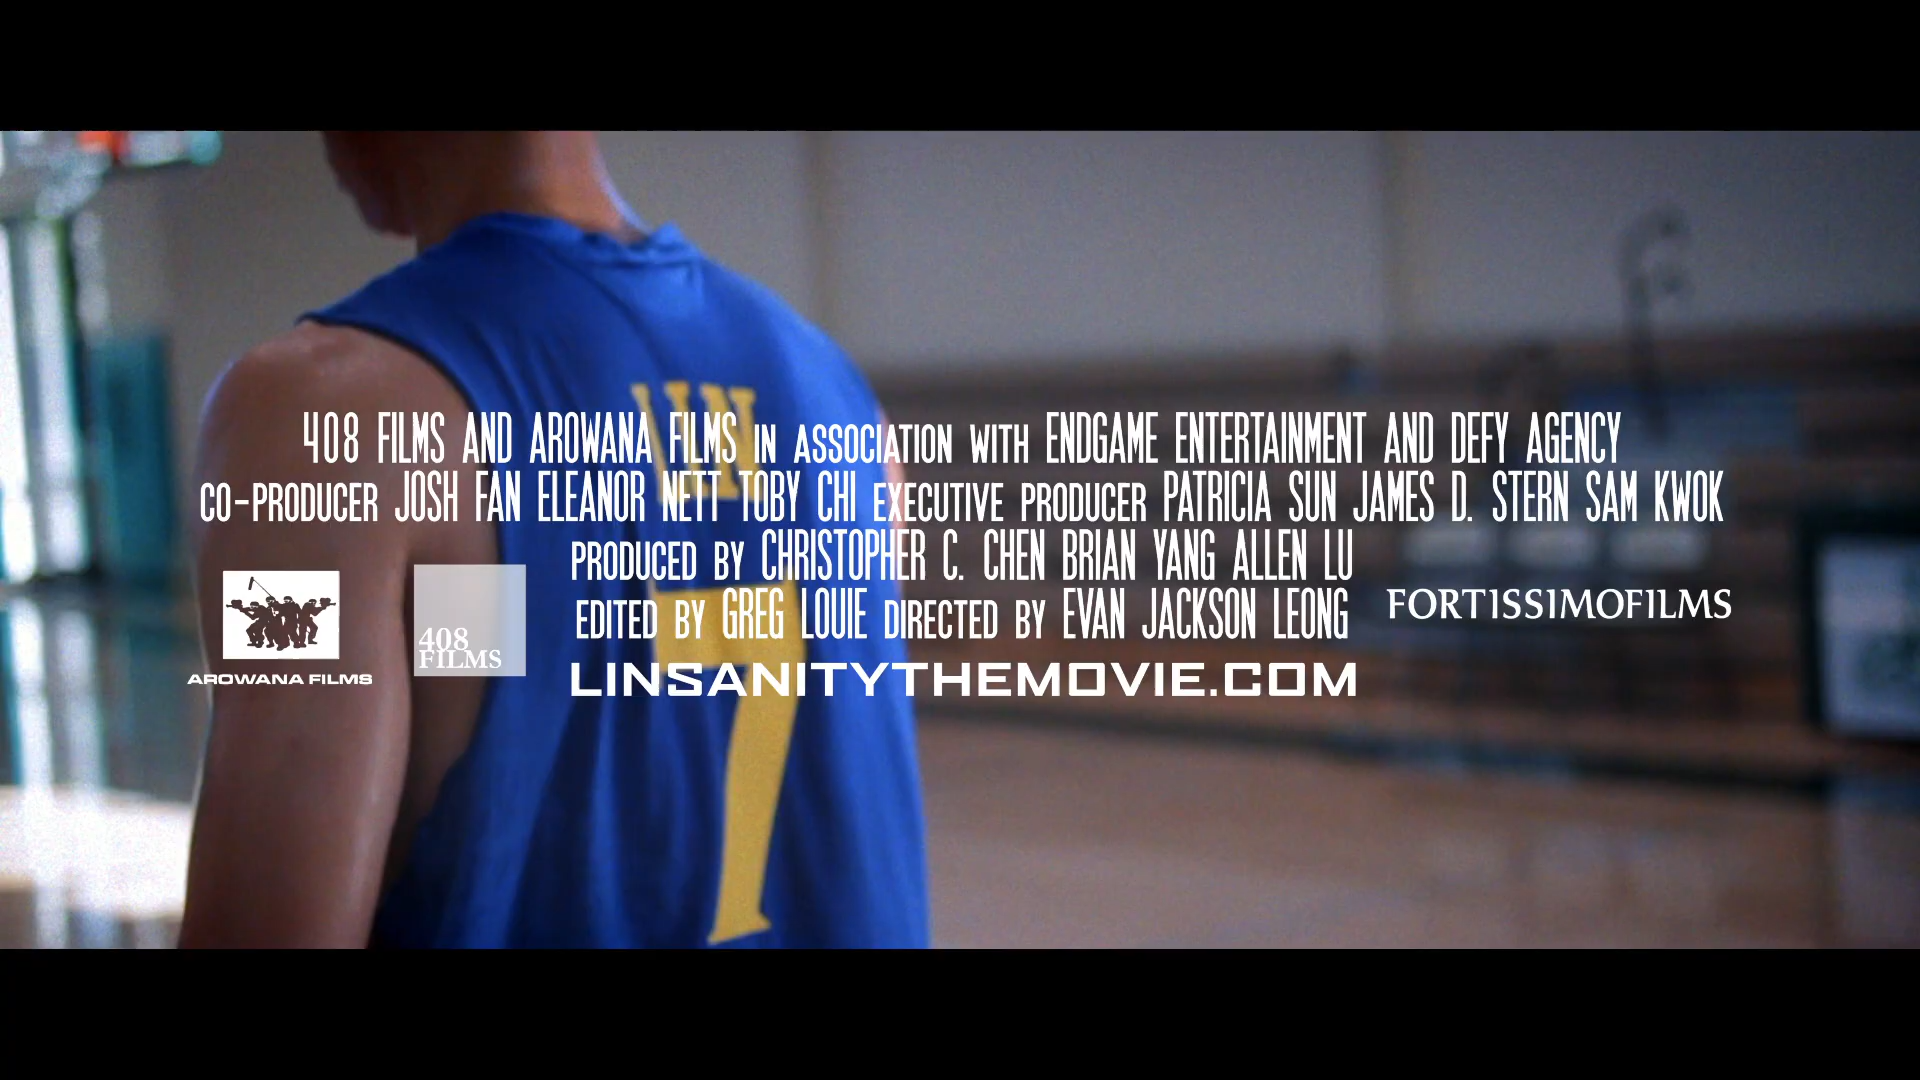 LIN
408 FILMS AND AROWANA FILMS IN ASSOCIATION WITH ENDGAME ENTERTAINMENT AND DEFY AGENCY
CO-PRODUCER JOSH FAN ELEANOR NETT TOBY CHI EXECUTIVE PRODUCER PATRICIA SUN JAMES D. STERN SAM KWOK
PRODUCED BY CHRISTOPHER C. CHEN BRIAN YANG ALLEN LU
EDITED BY GREG LOUIE DIRECTED BY EVAN JACKSON LEONG
LINSANITYTHEMOVIE.COM
AROWANA FILMS
408
FILMS
FORTISSIMOFILMS
7